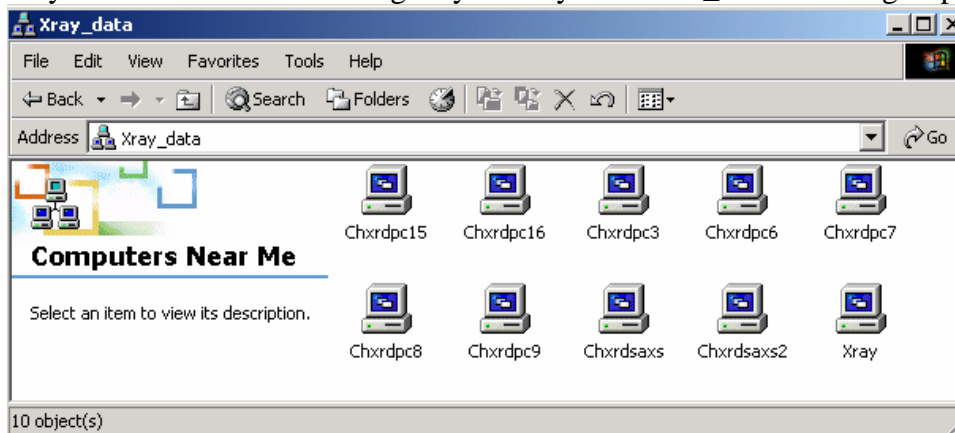 Xray_data
File Edit View Favorites Tools Help
Back Search Folders
Address Xray_data Go
Computers Near Me
Select an item to view its description.
Chxrdpc15 Chxrdpc16 Chxrdpc3 Chxrdpc6 Chxrdpc7
Chxrdpc8 Chxrdpc9 Chxrdsaxs Chxrdsaxs2 Xray
10 object(s)